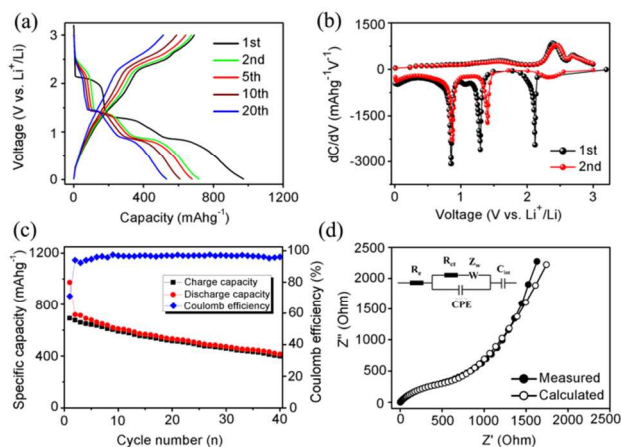 (a)
Voltage (V vs. Li⁺/Li)
3
2
1
0
0 400 800 1200
Capacity (mAhg⁻¹)
1st
2nd
5th
10th
20th
(b)
dC/dV (mAhg⁻¹V⁻¹)
1500
0
-1500
-3000
0 1 2 3
Voltage (V vs. Li⁺/Li)
1st
2nd
(c)
Specific capacity (mAhg⁻¹)
1200
800
400
0
0 10 20 30 40
Cycle number (n)
Charge capacity
Discharge capacity
Coulomb efficiency
100
80
60
40
20
0
Coulomb efficiency (%)
(d)
Z'' (Ohm)
2500
2000
1500
1000
500
0
0 500 1000 1500 2000 2500
Z' (Ohm)
Rₑ
R_ct
Z_w
W
C_int
CPE
Measured
Calculated